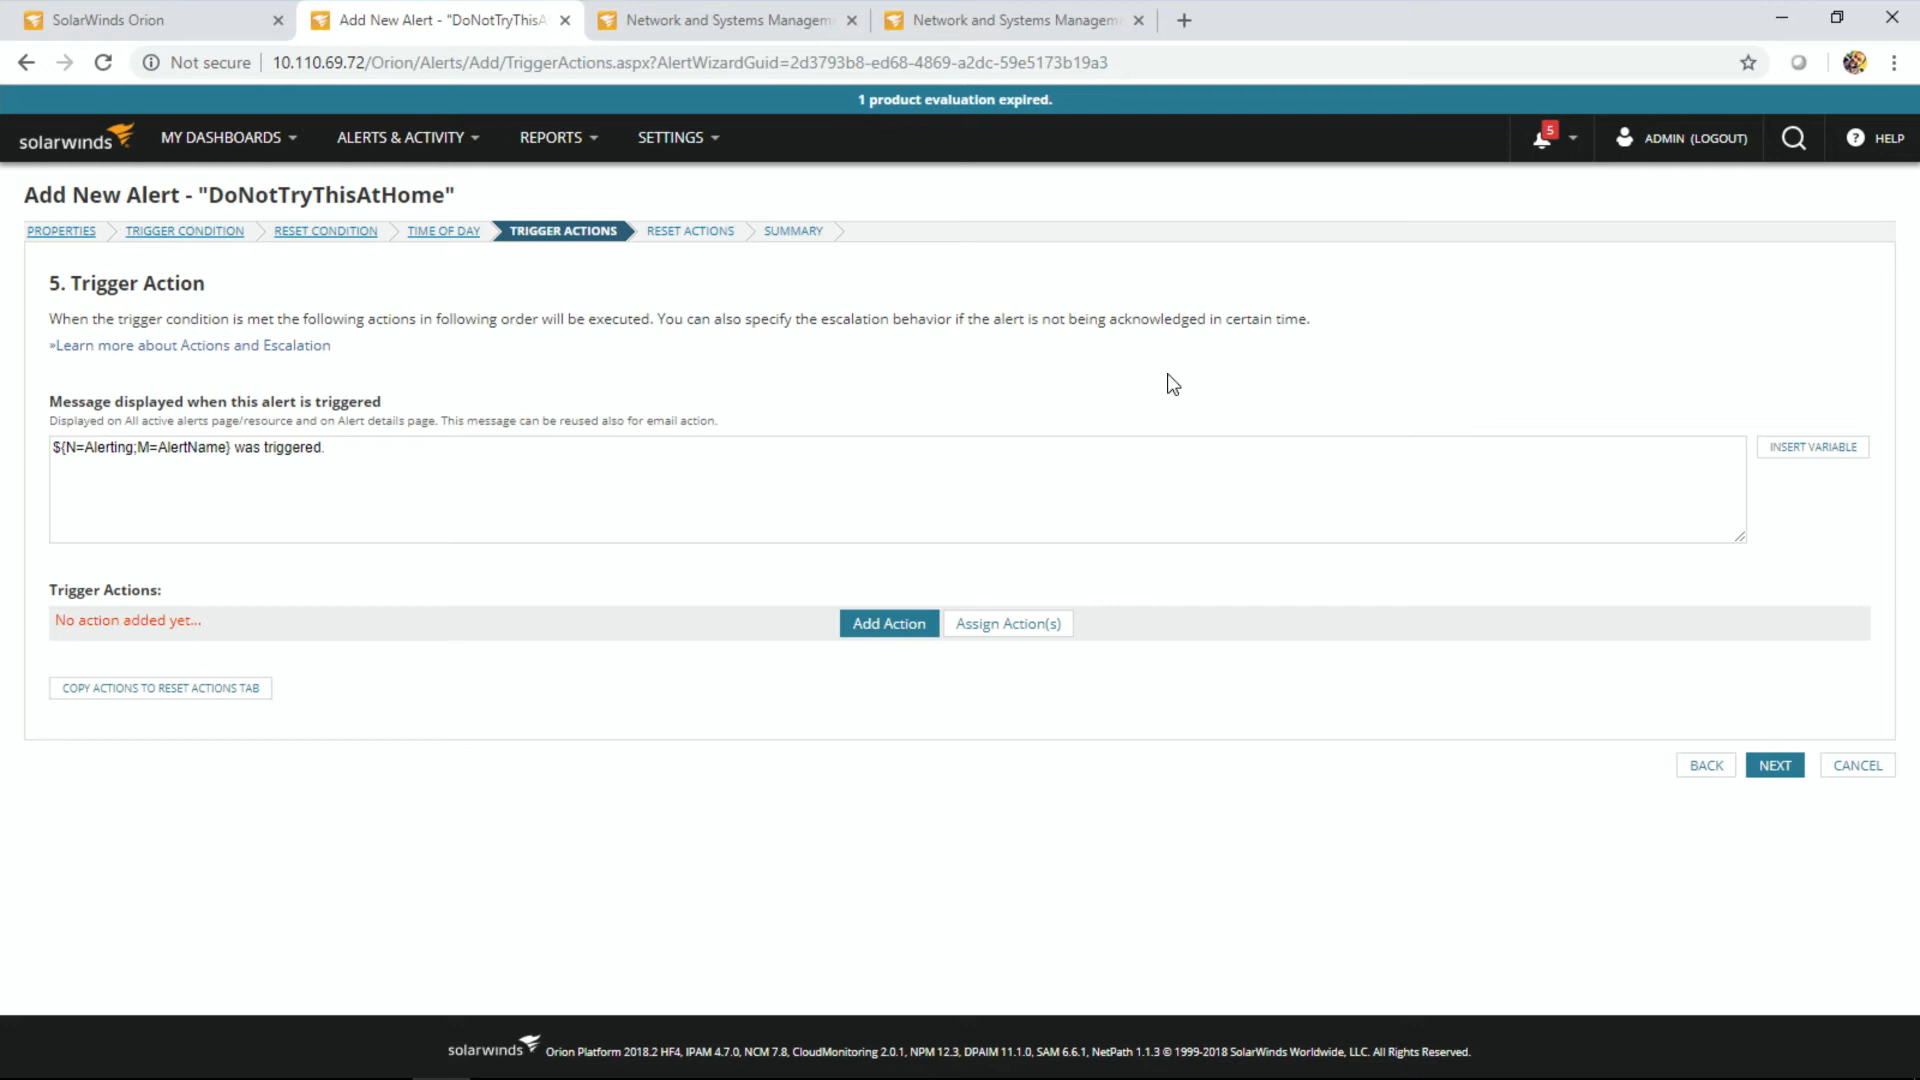 SolarWinds Orion
Add New Alert - "DoNotTryThisA
Network and Systems Managem
Network and Systems Managem
Not secure
10.110.69.72/Orion/Alerts/Add/TriggerActions.aspx?AlertWizardGuid=2d3793b8-ed68-4869-a2dc-59e5173b19a3
1 product evaluation expired.
solarwinds
MY DASHBOARDS
ALERTS & ACTIVITY
REPORTS
SETTINGS
5
ADMIN (LOGOUT)
? HELP
Add New Alert - "DoNotTryThisAtHome"
PROPERTIES
TRIGGER CONDITION
RESET CONDITION
TIME OF DAY
TRIGGER ACTIONS
RESET ACTIONS
SUMMARY
5. Trigger Action
When the trigger condition is met the following actions in following order will be executed. You can also specify the escalation behavior if the alert is not being acknowledged in certain time.
»Learn more about Actions and Escalation
Message displayed when this alert is triggered
Displayed on All active alerts page/resource and on Alert details page. This message can be reused also for email action.
${N=Alerting;M=AlertName} was triggered.
INSERT VARIABLE
Trigger Actions:
No action added yet...
Add Action
Assign Action(s)
COPY ACTIONS TO RESET ACTIONS TAB
BACK
NEXT
CANCEL
solarwinds
Orion Platform 2018.2 HF4, IPAM 4.7.0, NCM 7.8, CloudMonitoring 2.0.1, NPM 12.3, DPAIM 11.1.0, SAM 6.6.1, NetPath 1.1.3 © 1999-2018 SolarWinds Worldwide, LLC. All Rights Reserved.